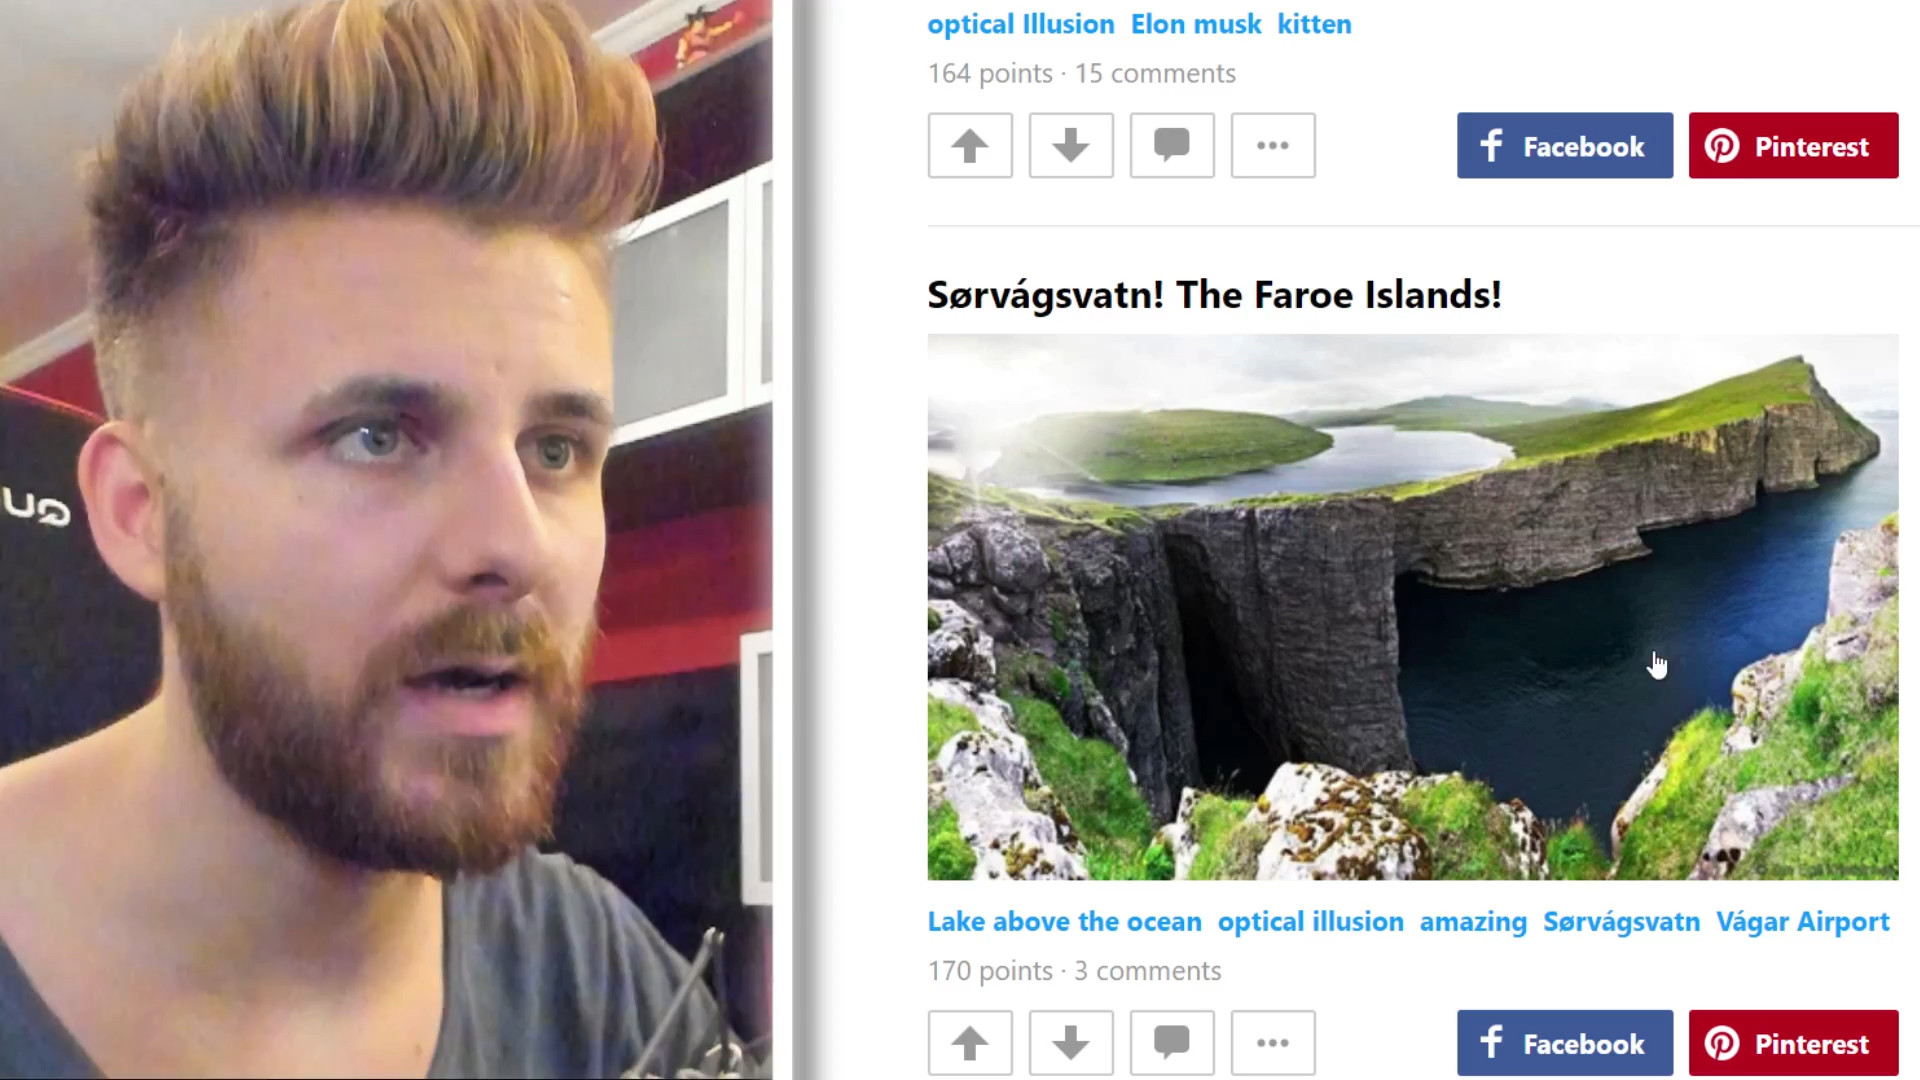 optical Illusion Elon musk kitten
164 points · 15 comments
Facebook
Pinterest
Sørvágsvatn! The Faroe Islands!
Lake above the ocean optical illusion amazing Sørvágsvatn Vágar Airport
170 points · 3 comments
Facebook
Pinterest